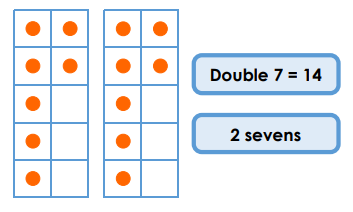 Double 7 = 14
2 sevens